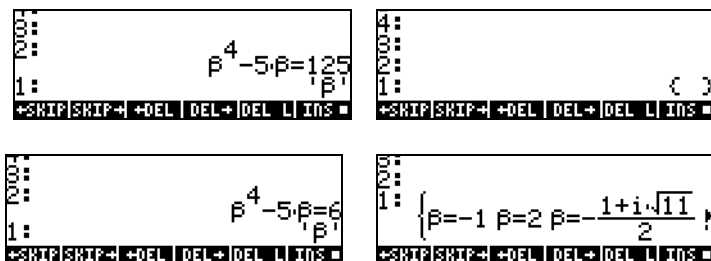 3:
2:
β⁴-5·β=125
1: 'β'
←SKIP SKIP→ ←DEL DEL→ DEL L INS ■
4:
3:
2:
1: { }
←SKIP SKIP→ ←DEL DEL→ DEL L INS ■
3:
2:
β⁴-5·β=6
1: 'β'
←SKIP SKIP→ ←DEL DEL→ DEL L INS ■
3:
2:
1: {β=-1 β=2 β=-(1+i·√11)/2
←SKIP SKIP→ ←DEL DEL→ DEL L INS ■